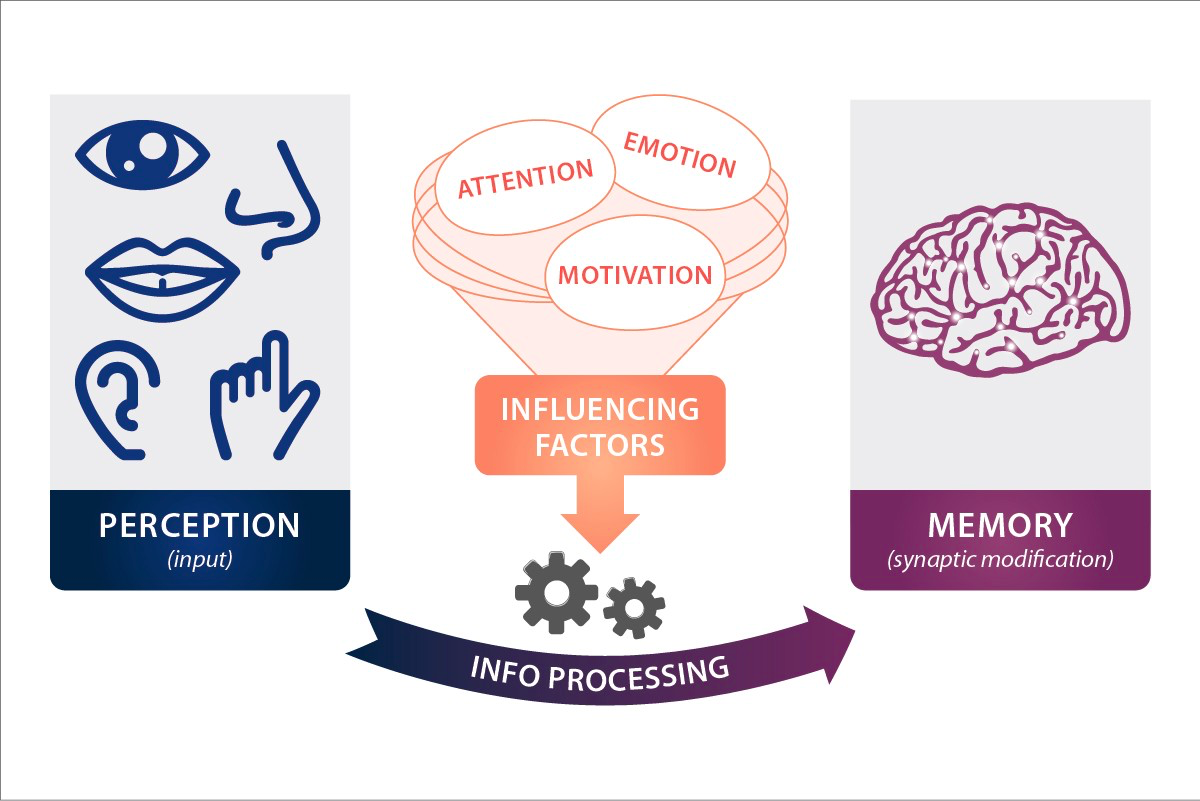 ATTENTION
EMOTION
MOTIVATION
INFLUENCING
FACTORS
PERCEPTION
(input)
MEMORY
(synaptic modification)
INFO PROCESSING